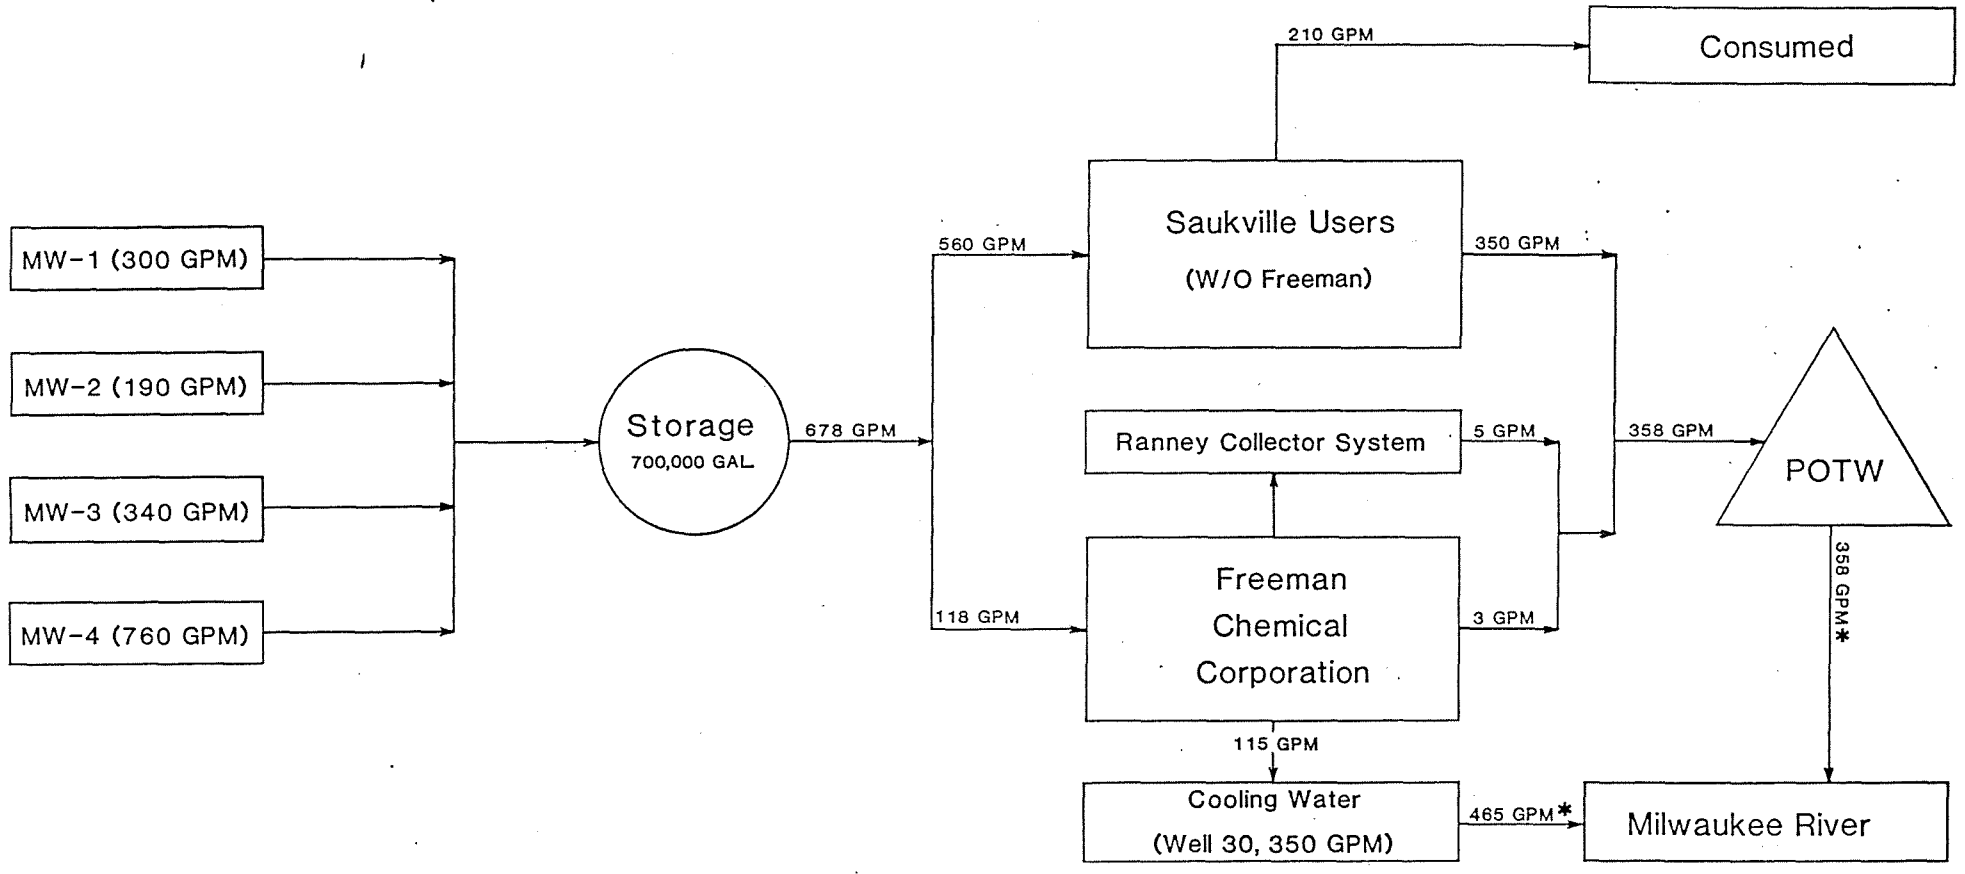 210 GPM
Consumed
Saukville Users
(W/O Freeman)
560 GPM
350 GPM
MW-1 (300 GPM)
MW-2 (190 GPM)
MW-3 (340 GPM)
MW-4 (760 GPM)
Storage
700,000 GAL
678 GPM
Ranney Collector System
5 GPM
358 GPM
POTW
358 GPM*
118 GPM
Freeman
Chemical
Corporation
3 GPM
115 GPM
Cooling Water
(Well 30, 350 GPM)
465 GPM*
Milwaukee River